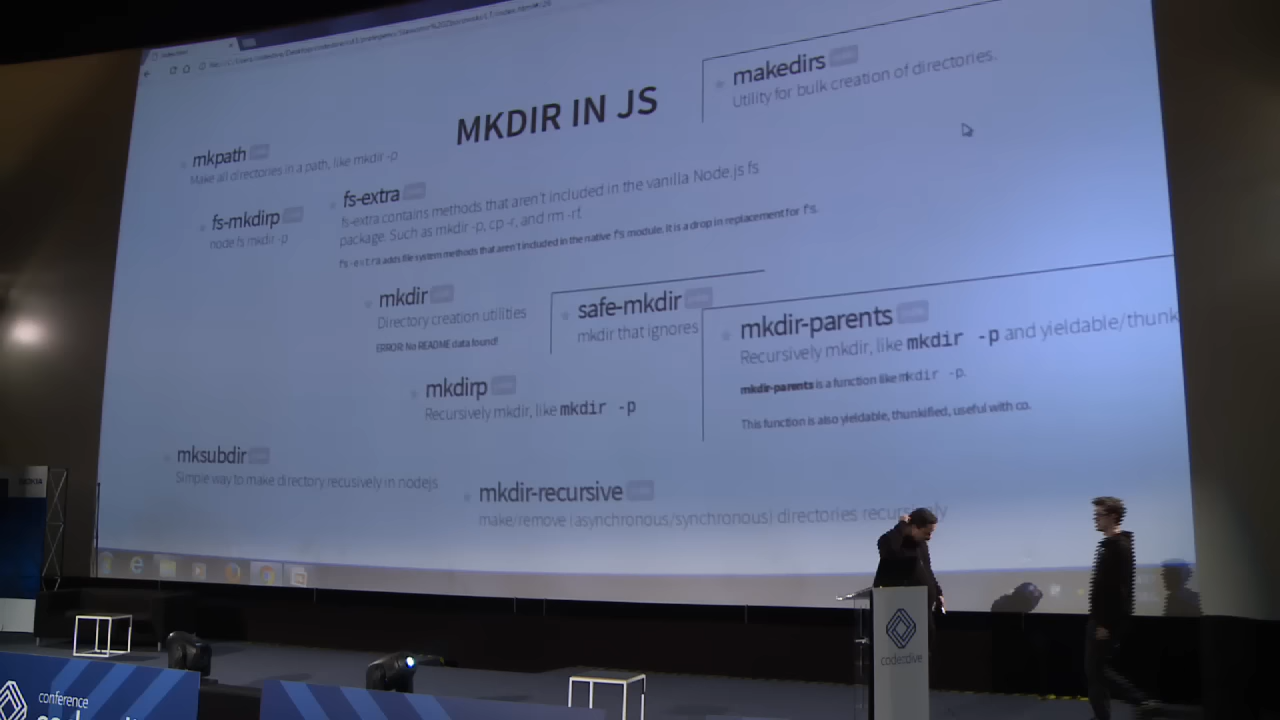 MKDIR IN JS
makedirs
Utility for bulk creation of directories.
mkpath
Make all directories in a path, like mkdir -p
fs-extra
fs-extra contains methods that aren't included in the vanilla Node.js fs
package. Such as mkdir -p, cp -r, and rm -rf.
fs-extra adds file system methods that aren't included in the native fs module. It is a drop in replacement for fs.
fs-mkdirp
node fs mkdir -p
mkdir
Directory creation utilities
ERROR: No README data found!
safe-mkdir
mkdir that ignores
mkdir-parents
Recursively mkdir, like mkdir -p and yieldable/thunk
mkdir-parents is a function like mkdir -p.
This function is also yieldable, thunkified, useful with co.
mkdirp
Recursively mkdir, like mkdir -p
mksubdir
Simple way to make directory recusively in nodejs
mkdir-recursive
make/remove (asynchronous/synchronous) directories recursively
NOKIA
code::dive
conference